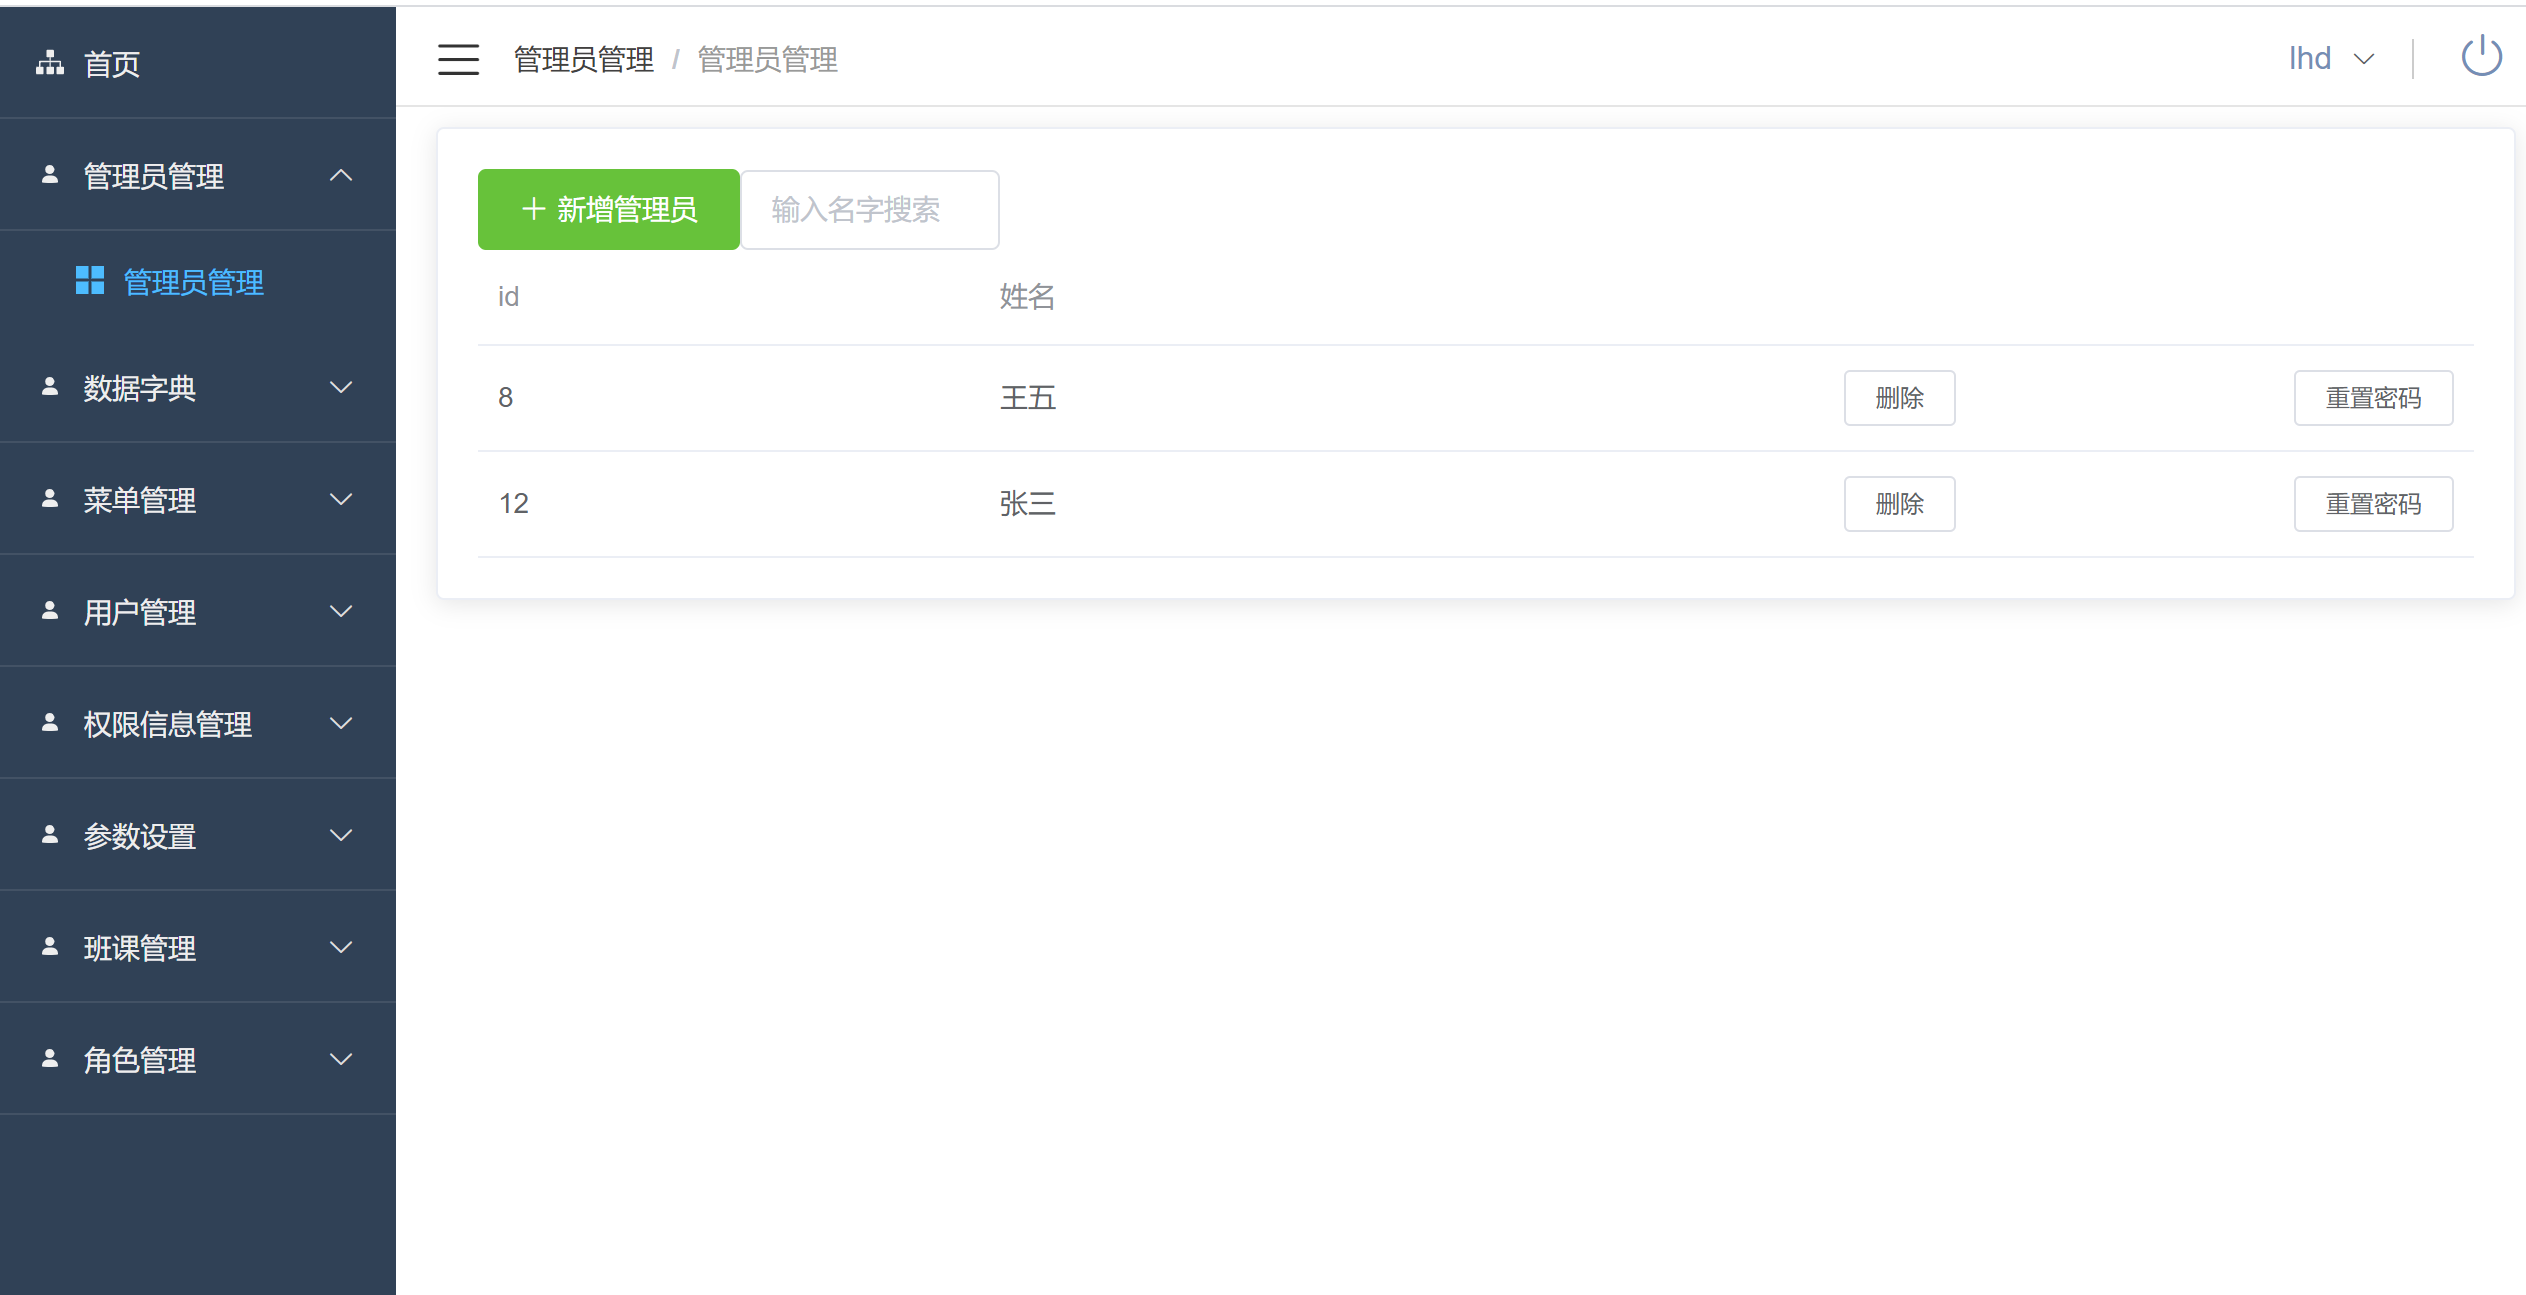 首页
管理员管理
管理员管理
数据字典
菜单管理
用户管理
权限信息管理
参数设置
班课管理
角色管理
管理员管理 / 管理员管理
lhd
新增管理员 输入名字搜索
id 姓名
8 王五 删除 重置密码
12 张三 删除 重置密码